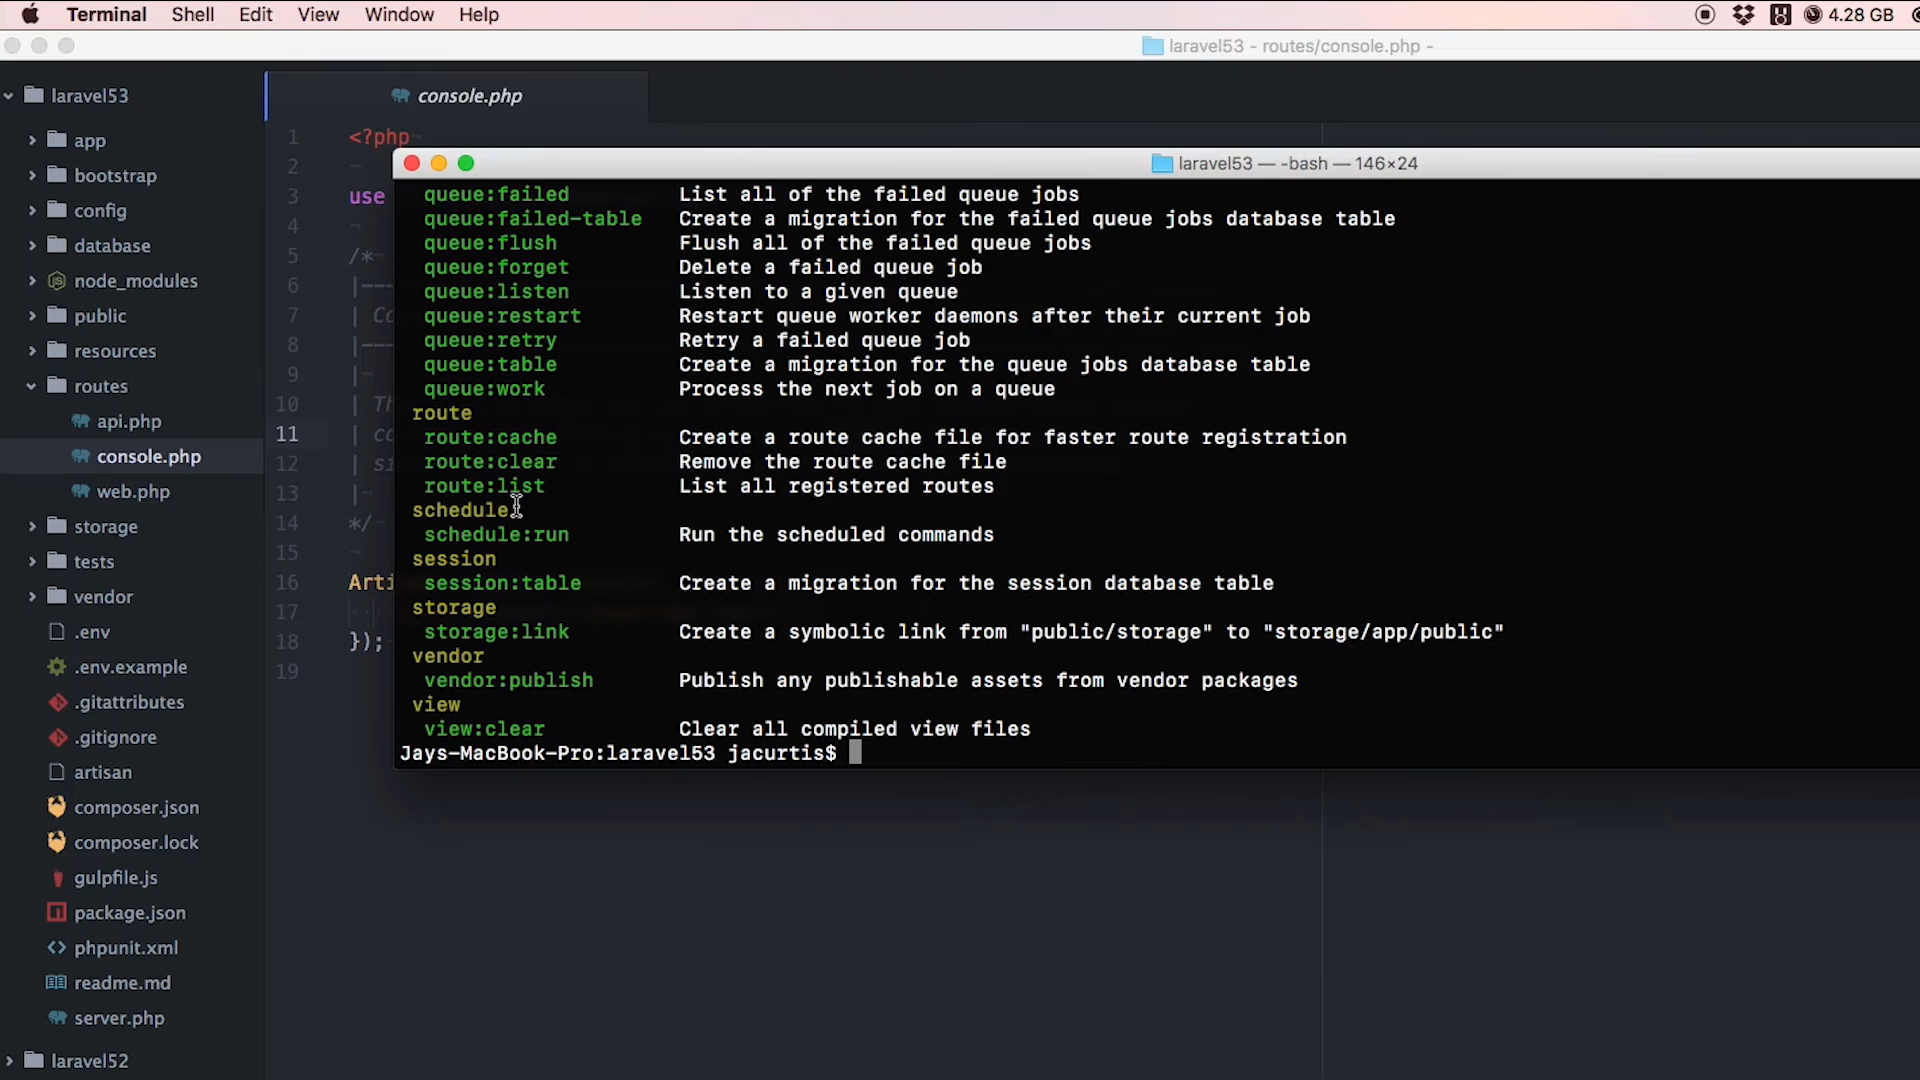 Terminal Shell Edit View Window Help 4.28 GB
laravel53 - routes/console.php -
laravel53
app
bootstrap
config
database
node_modules
public
resources
routes
api.php
console.php
web.php
storage
tests
vendor
.env
.env.example
.gitattributes
.gitignore
artisan
composer.json
composer.lock
gulpfile.js
package.json
phpunit.xml
readme.md
server.php
laravel52
console.php
1 <?php
2
3 use
4
5 /*
6 |--
7 | Co
8 |--
9 |
10 | Th
11 | co
12 | si
13 |
14 */
15
16 Arti
17
18 });
19
laravel53 — -bash — 146×24
queue:failed List all of the failed queue jobs
queue:failed-table Create a migration for the failed queue jobs database table
queue:flush Flush all of the failed queue jobs
queue:forget Delete a failed queue job
queue:listen Listen to a given queue
queue:restart Restart queue worker daemons after their current job
queue:retry Retry a failed queue job
queue:table Create a migration for the queue jobs database table
queue:work Process the next job on a queue
route
route:cache Create a route cache file for faster route registration
route:clear Remove the route cache file
route:list List all registered routes
schedule
schedule:run Run the scheduled commands
session
session:table Create a migration for the session database table
storage
storage:link Create a symbolic link from "public/storage" to "storage/app/public"
vendor
vendor:publish Publish any publishable assets from vendor packages
view
view:clear Clear all compiled view files
Jays-MacBook-Pro:laravel53 jacurtis$